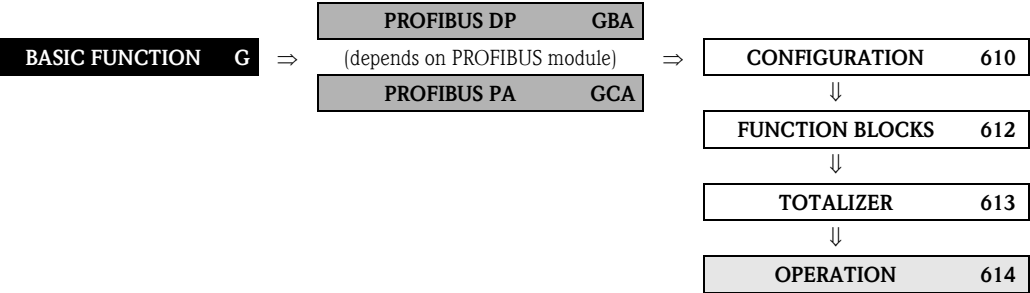 PROFIBUS DP GBA
BASIC FUNCTION G ⇒ (depends on PROFIBUS module) ⇒ CONFIGURATION 610
PROFIBUS PA GCA
⇓
FUNCTION BLOCKS 612
⇓
TOTALIZER 613
⇓
OPERATION 614